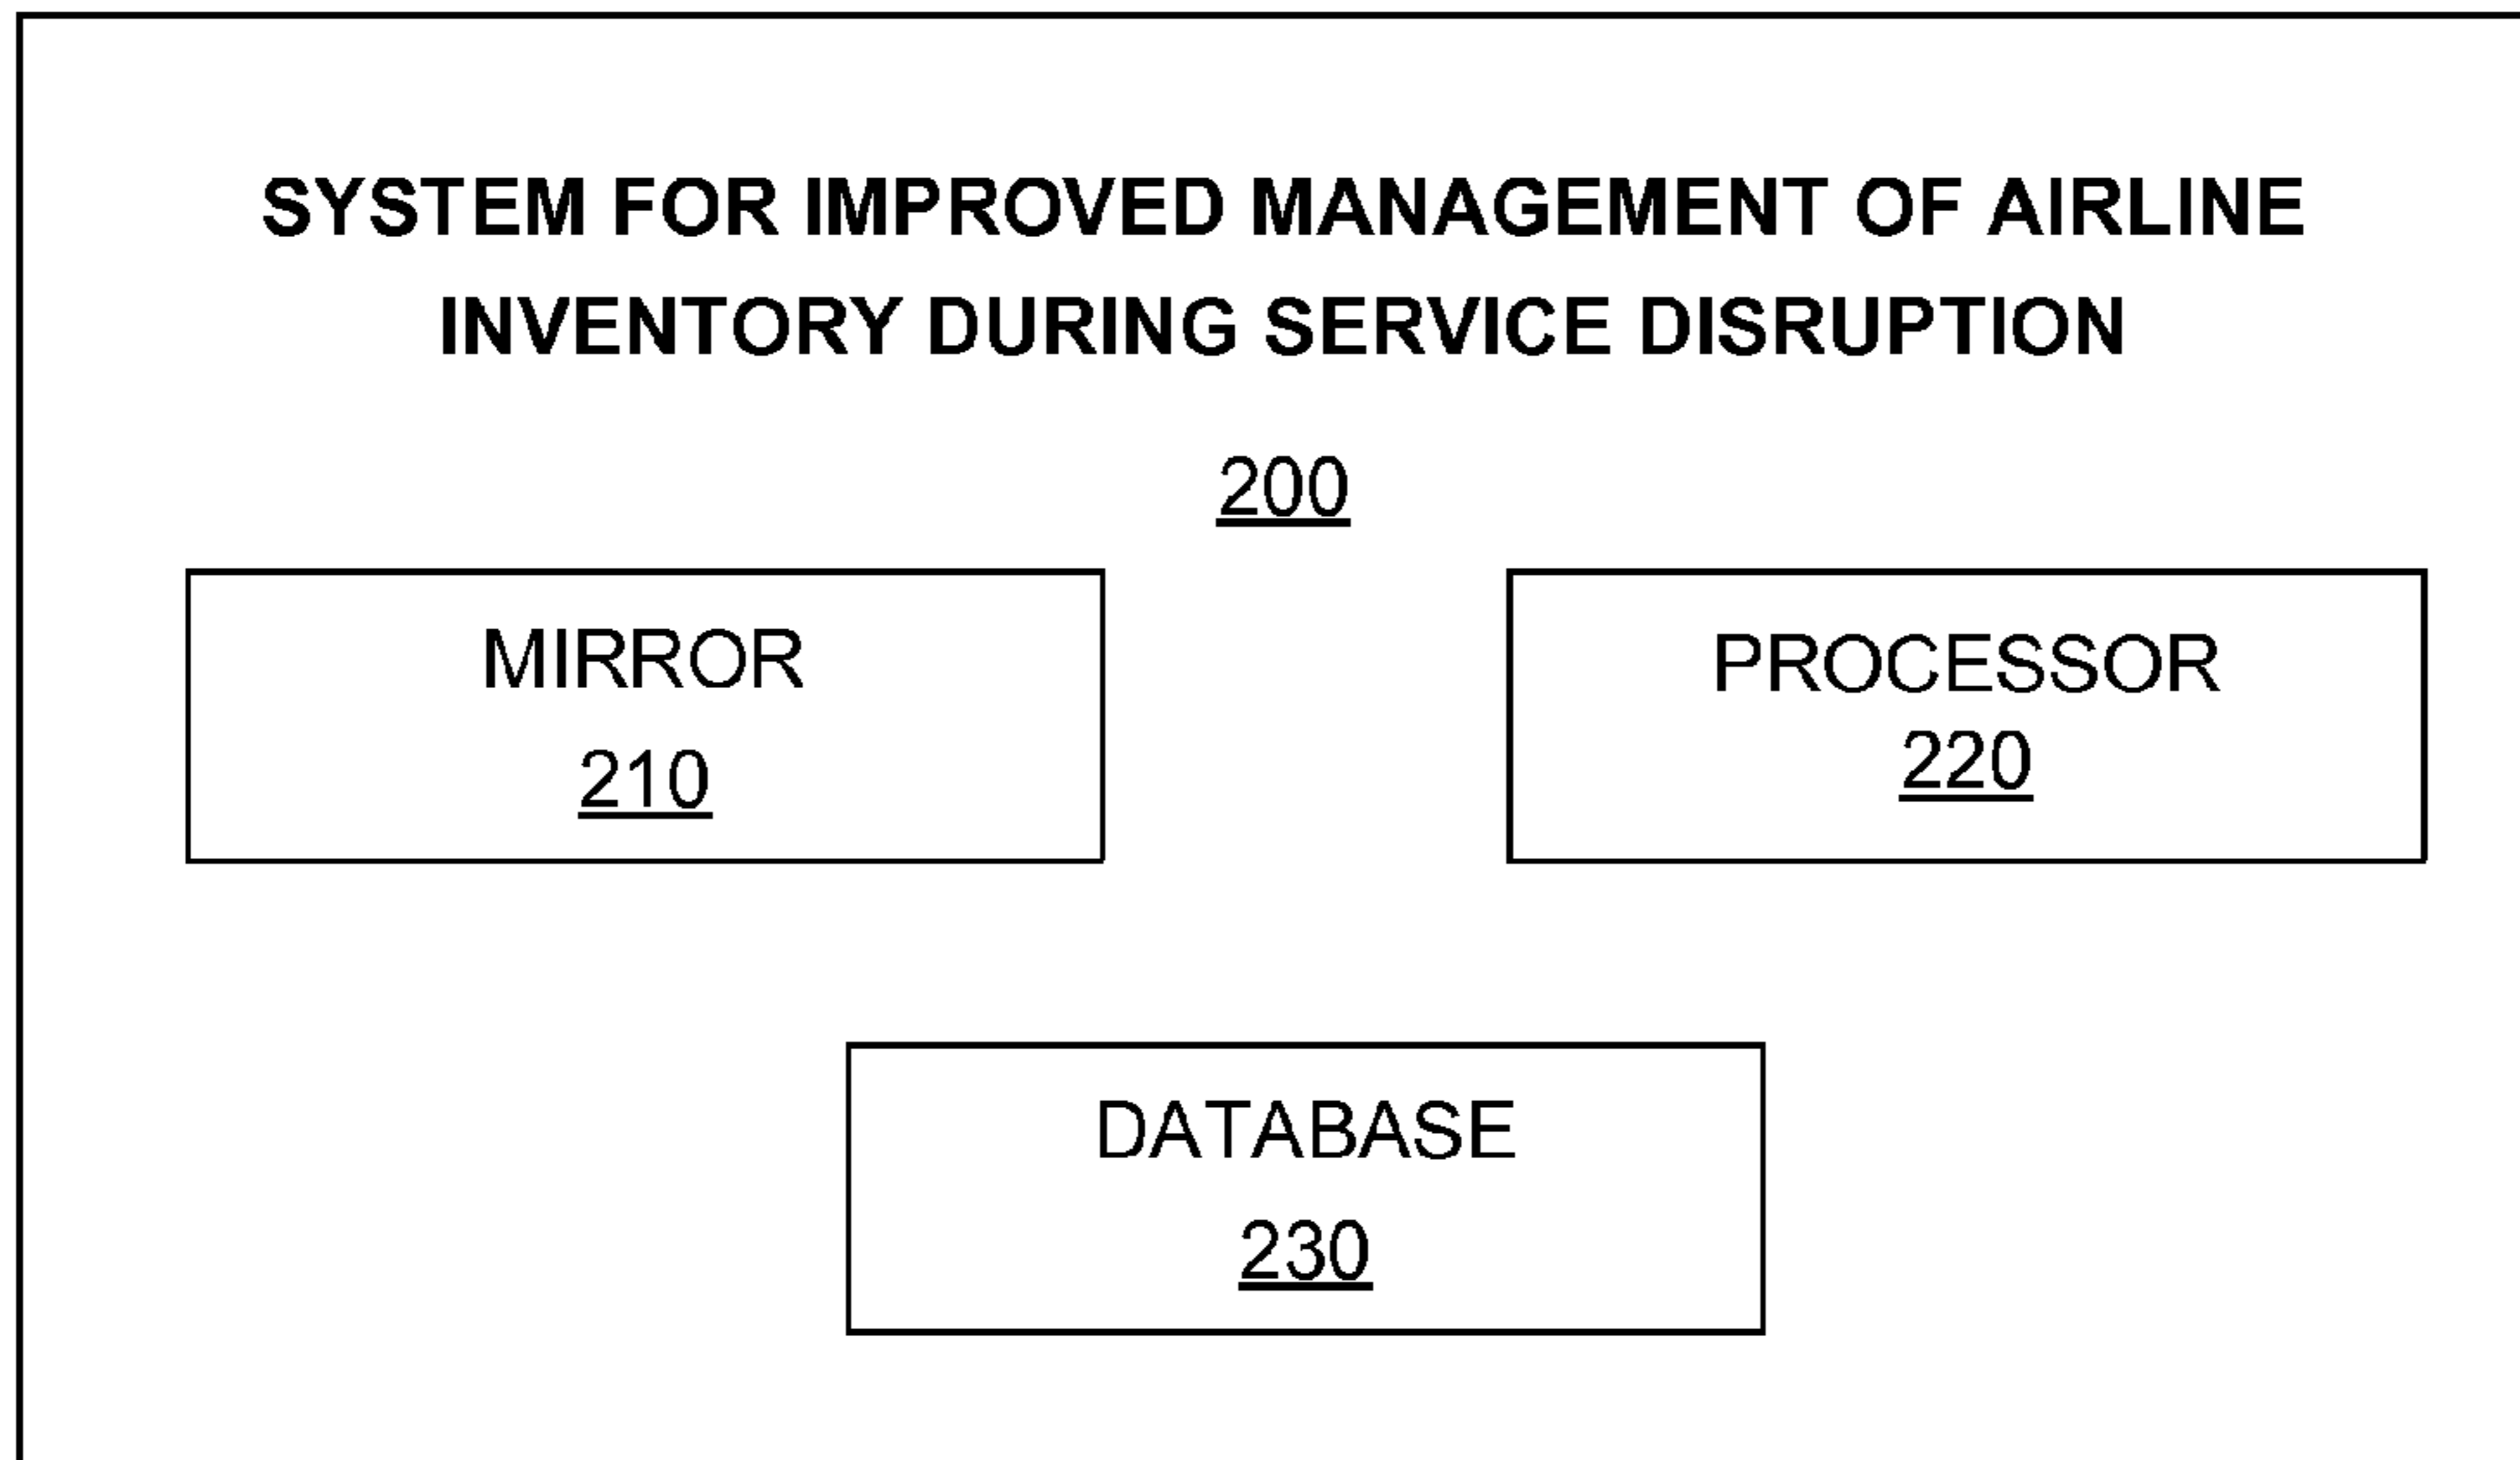 SYSTEM FOR IMPROVED MANAGEMENT OF AIRLINE
INVENTORY DURING SERVICE DISRUPTION
200
MIRROR
210
PROCESSOR
220
DATABASE
230